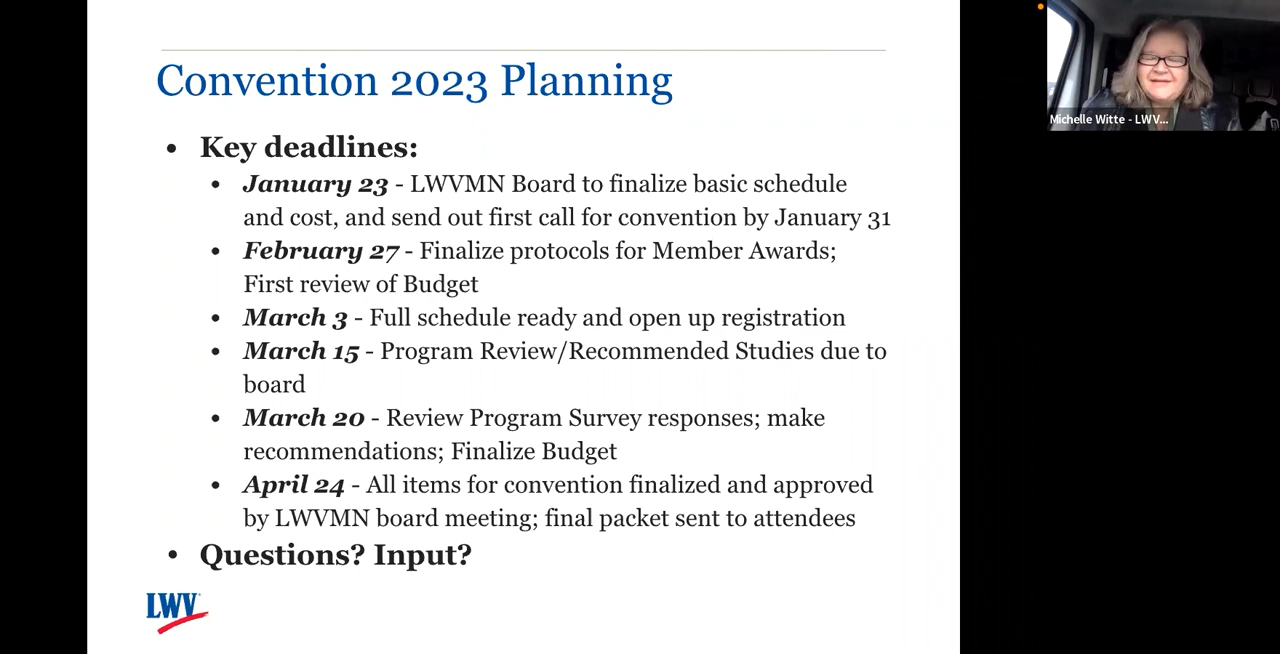 Convention 2023 Planning
• Key deadlines:
• January 23 - LWVMN Board to finalize basic schedule
and cost, and send out first call for convention by January 31
• February 27 - Finalize protocols for Member Awards;
First review of Budget
• March 3 - Full schedule ready and open up registration
• March 15 - Program Review/Recommended Studies due to
board
• March 20 - Review Program Survey responses; make
recommendations; Finalize Budget
• April 24 - All items for convention finalized and approved
by LWVMN board meeting; final packet sent to attendees
• Questions? Input?
LWV
Michelle Witte - LWV...